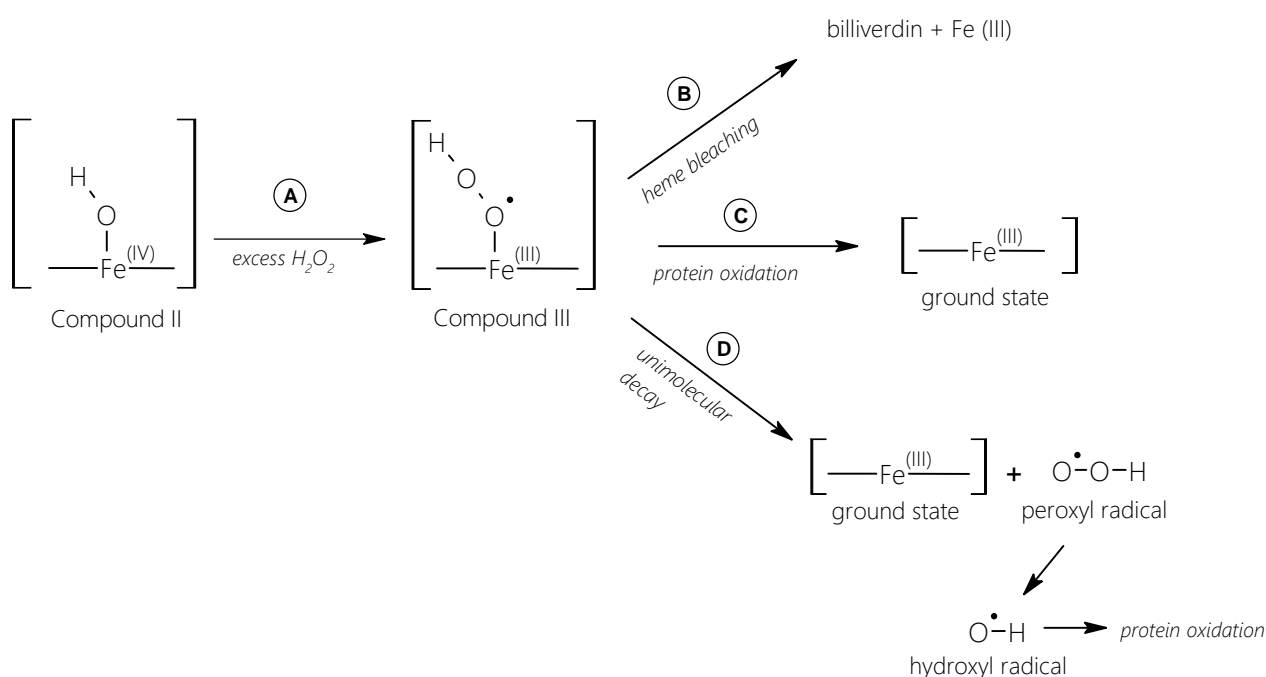 billiverdin + Fe (III)
B
heme bleaching
H
O
Fe (IV)
Compound II
A
excess H₂O₂
H
O
O
Fe (III)
Compound III
C
protein oxidation
Fe (III)
ground state
D
unimolecular
decay
Fe (III)
ground state
+
O–O–H
peroxyl radical
O–H
hydroxyl radical
protein oxidation